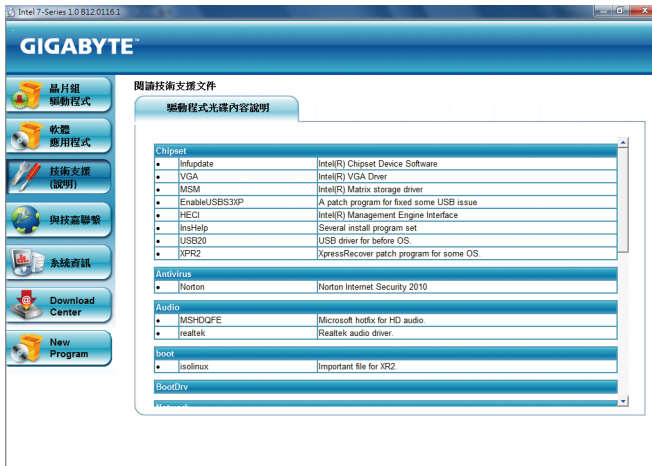 Intel 7-Series 1.0 B12.0116.1
GIGABYTE™
晶片組
驅動程式
軟體
應用程式
技術支援
(說明)
與技嘉聯繫
系統資訊
Download
Center
New
Program
閱讀技術支援文件
驅動程式光碟內容說明
Chipset
• Infupdate Intel(R) Chipset Device Software
• VGA Intel(R) VGA Drver
• MSM Intel(R) Matrix storage driver
• EnableUSBS3XP A patch program for fixed some USB issue
• HECI Intel(R) Management Engine Interface
• InsHelp Several install program set
• USB20 USB driver for before OS.
• XPR2 XpressRecover patch program for some OS.
Antivirus
• Norton Norton Internet Security 2010
Audio
• MSHDQFE Microsoft hotfix for HD audio.
• realtek Realtek audio driver.
boot
• isolinux Important file for XR2.
BootDrv